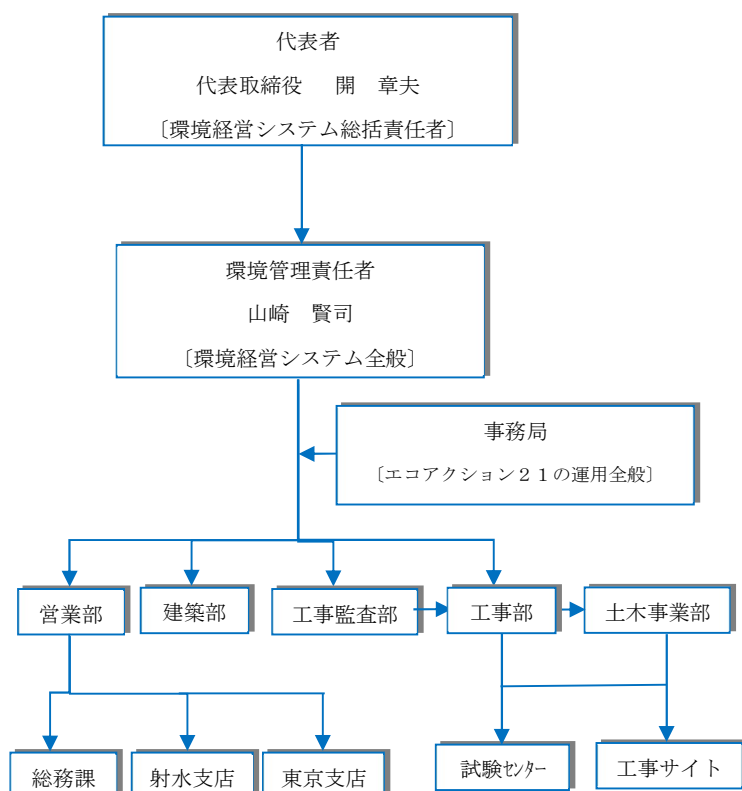 代表者
代表取締役　開　章夫
〔環境経営システム総括責任者〕
環境管理責任者
山崎　賢司
〔環境経営システム全般〕
事務局
〔エコアクション２１の運用全般〕
営業部
建築部
工事監査部
工事部
土木事業部
総務課
射水支店
東京支店
試験ｾﾝﾀｰ
工事サイト